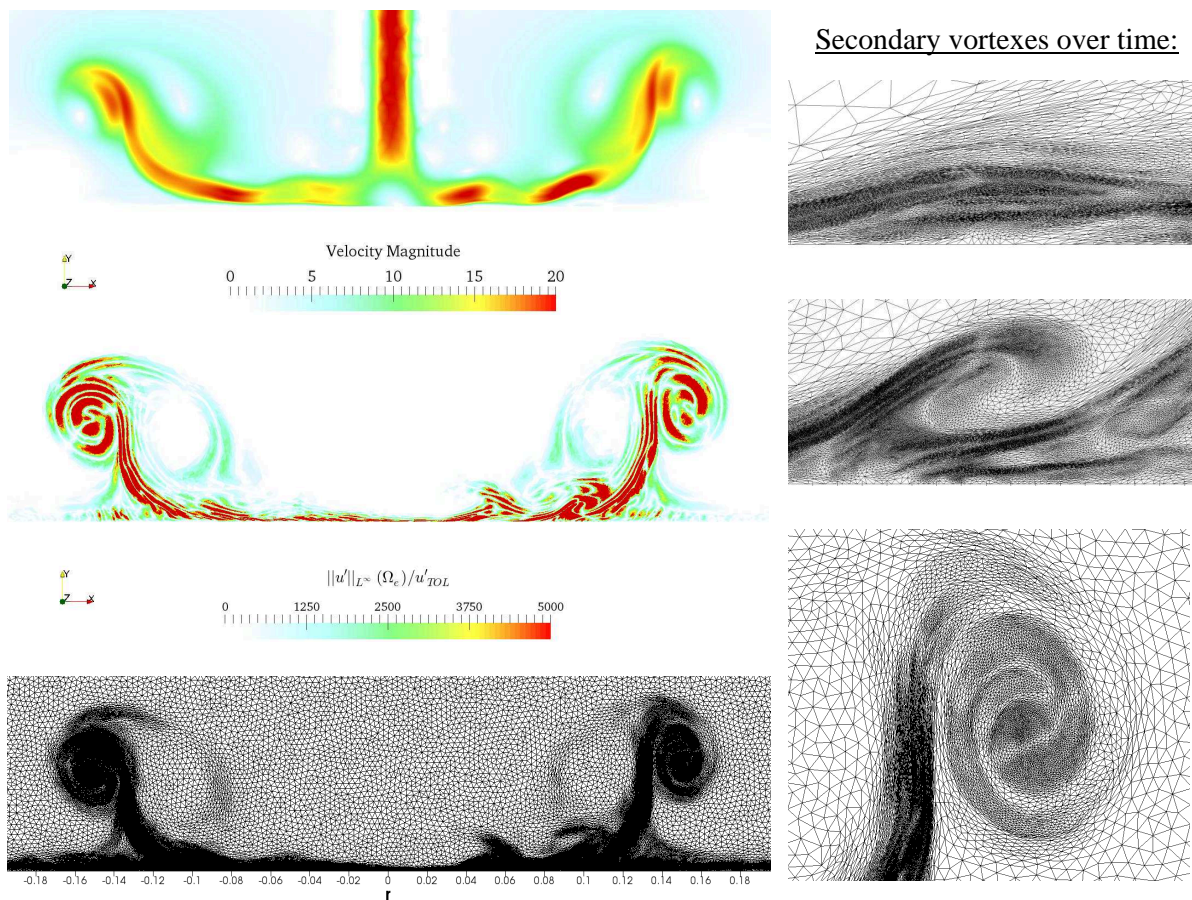 Secondary vortexes over time:
Velocity Magnitude
0 5 10 15 20
Y
Z X
||u'||L∞ (Ωe)/u'TOL
0 1250 2500 3750 5000
Y
Z X
-0.18 -0.16 -0.14 -0.12 -0.1 -0.08 -0.06 -0.04 -0.02 0 0.02 0.04 0.06 0.08 0.1 0.12 0.14 0.16 0.18
r